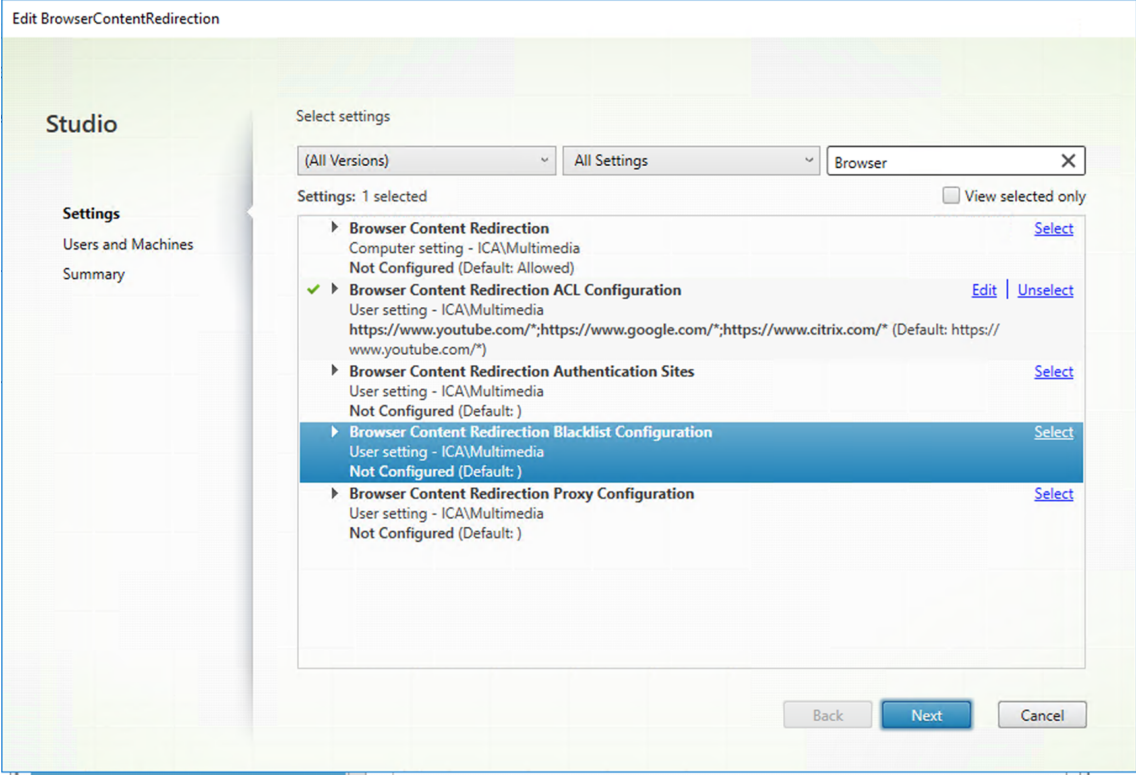 Edit BrowserContentRedirection
Studio
Settings
Users and Machines
Summary
Select settings
(All Versions)
All Settings
Browser
Settings: 1 selected
View selected only
Browser Content Redirection
Select
Computer setting - ICA\Multimedia
Not Configured (Default: Allowed)
Browser Content Redirection ACL Configuration
Edit | Unselect
User setting - ICA\Multimedia
https://www.youtube.com/*;https://www.google.com/*;https://www.citrix.com/* (Default: https://
www.youtube.com/*)
Browser Content Redirection Authentication Sites
Select
User setting - ICA\Multimedia
Not Configured (Default: )
Browser Content Redirection Blacklist Configuration
Select
User setting - ICA\Multimedia
Not Configured (Default: )
Browser Content Redirection Proxy Configuration
Select
User setting - ICA\Multimedia
Not Configured (Default: )
Back
Next
Cancel